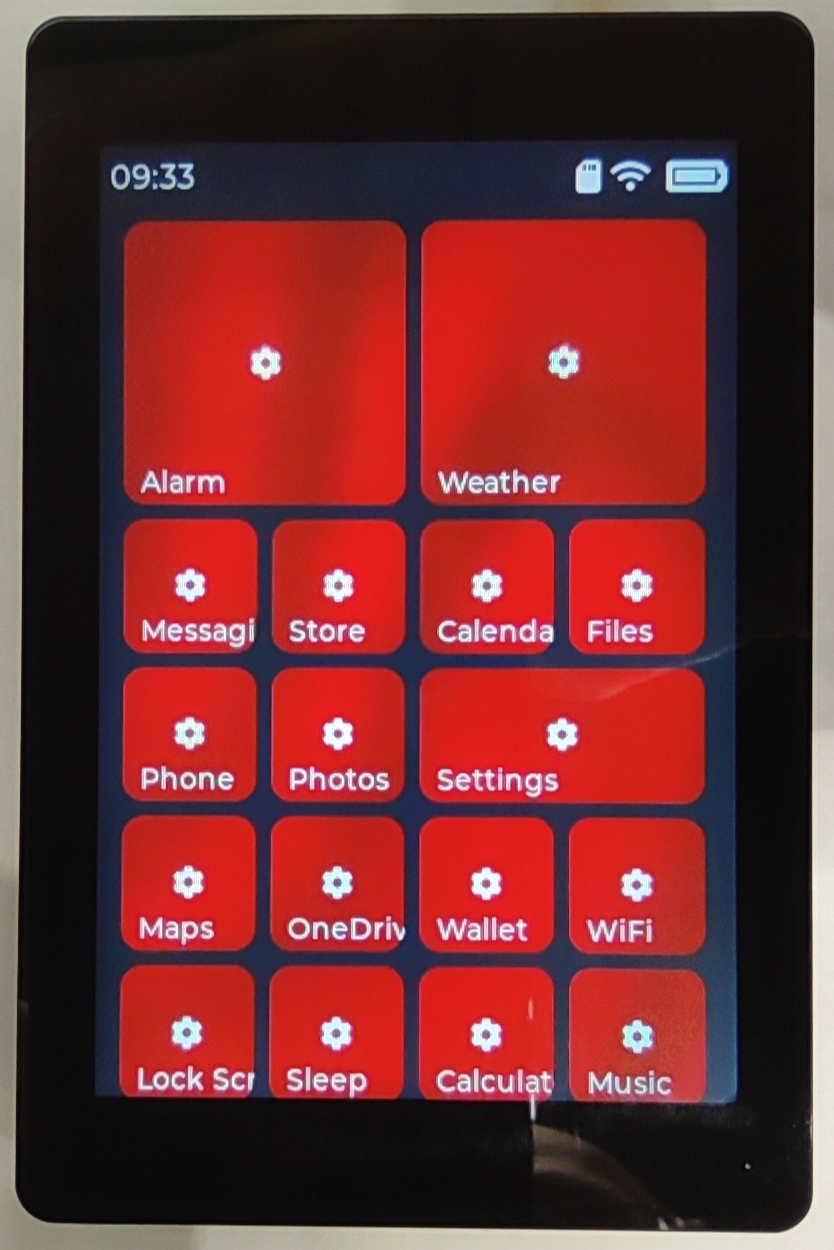 09:33
Alarm
Weather
Messagi
Store
Calenda
Files
Phone
Photos
Settings
Maps
OneDriv
Wallet
WiFi
Lock Scr
Sleep
Calculat
Music